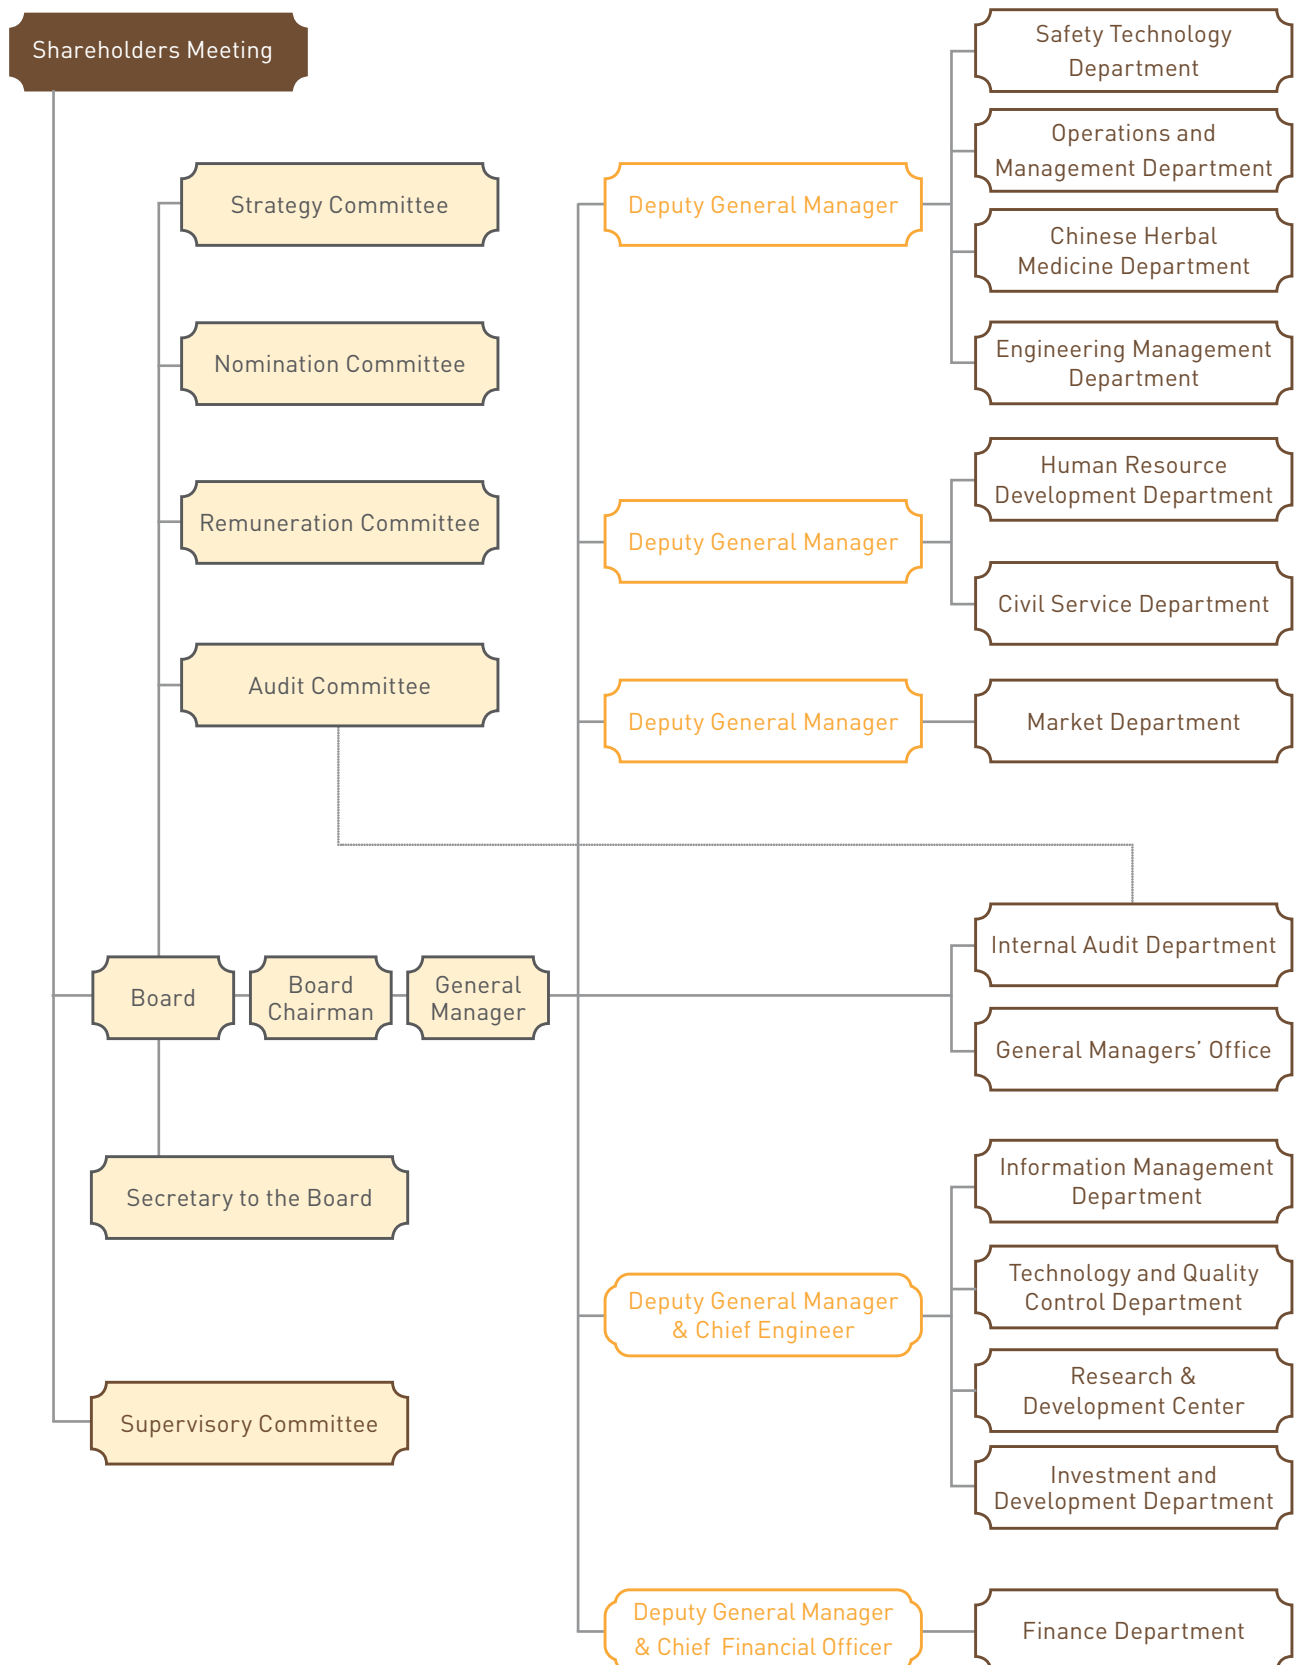 Shareholders Meeting
Strategy Committee
Nomination Committee
Remuneration Committee
Audit Committee
Board
Board
Chairman
General
Manager
Secretary to the Board
Supervisory Committee
Deputy General Manager
Safety Technology
Department
Operations and
Management Department
Chinese Herbal
Medicine Department
Engineering Management
Department
Deputy General Manager
Human Resource
Development Department
Civil Service Department
Deputy General Manager
Market Department
Internal Audit Department
General Managers’ Office
Deputy General Manager
& Chief Engineer
Information Management
Department
Technology and Quality
Control Department
Research &
Development Center
Investment and
Development Department
Deputy General Manager
& Chief Financial Officer
Finance Department